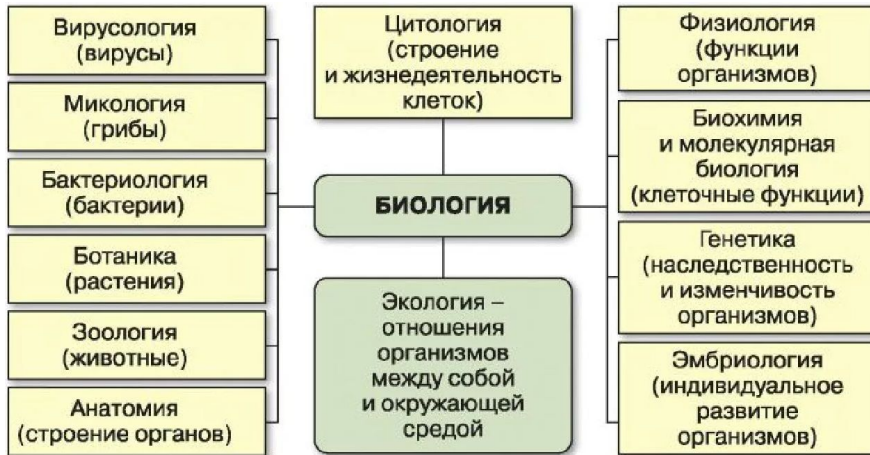 Вирусология
(вирусы)
Микология
(грибы)
Бактериология
(бактерии)
Ботаника
(растения)
Зоология
(животные)
Анатомия
(строение органов)
Цитология
(строение
и жизнедеятельность
клеток)
БИОЛОГИЯ
Экология –
отношения
организмов
между собой
и окружающей
средой
Физиология
(функции
организмов)
Биохимия
и молекулярная
биология
(клеточные функции)
Генетика
(наследственность
и изменчивость
организмов)
Эмбриология
(индивидуальное
развитие
организмов)